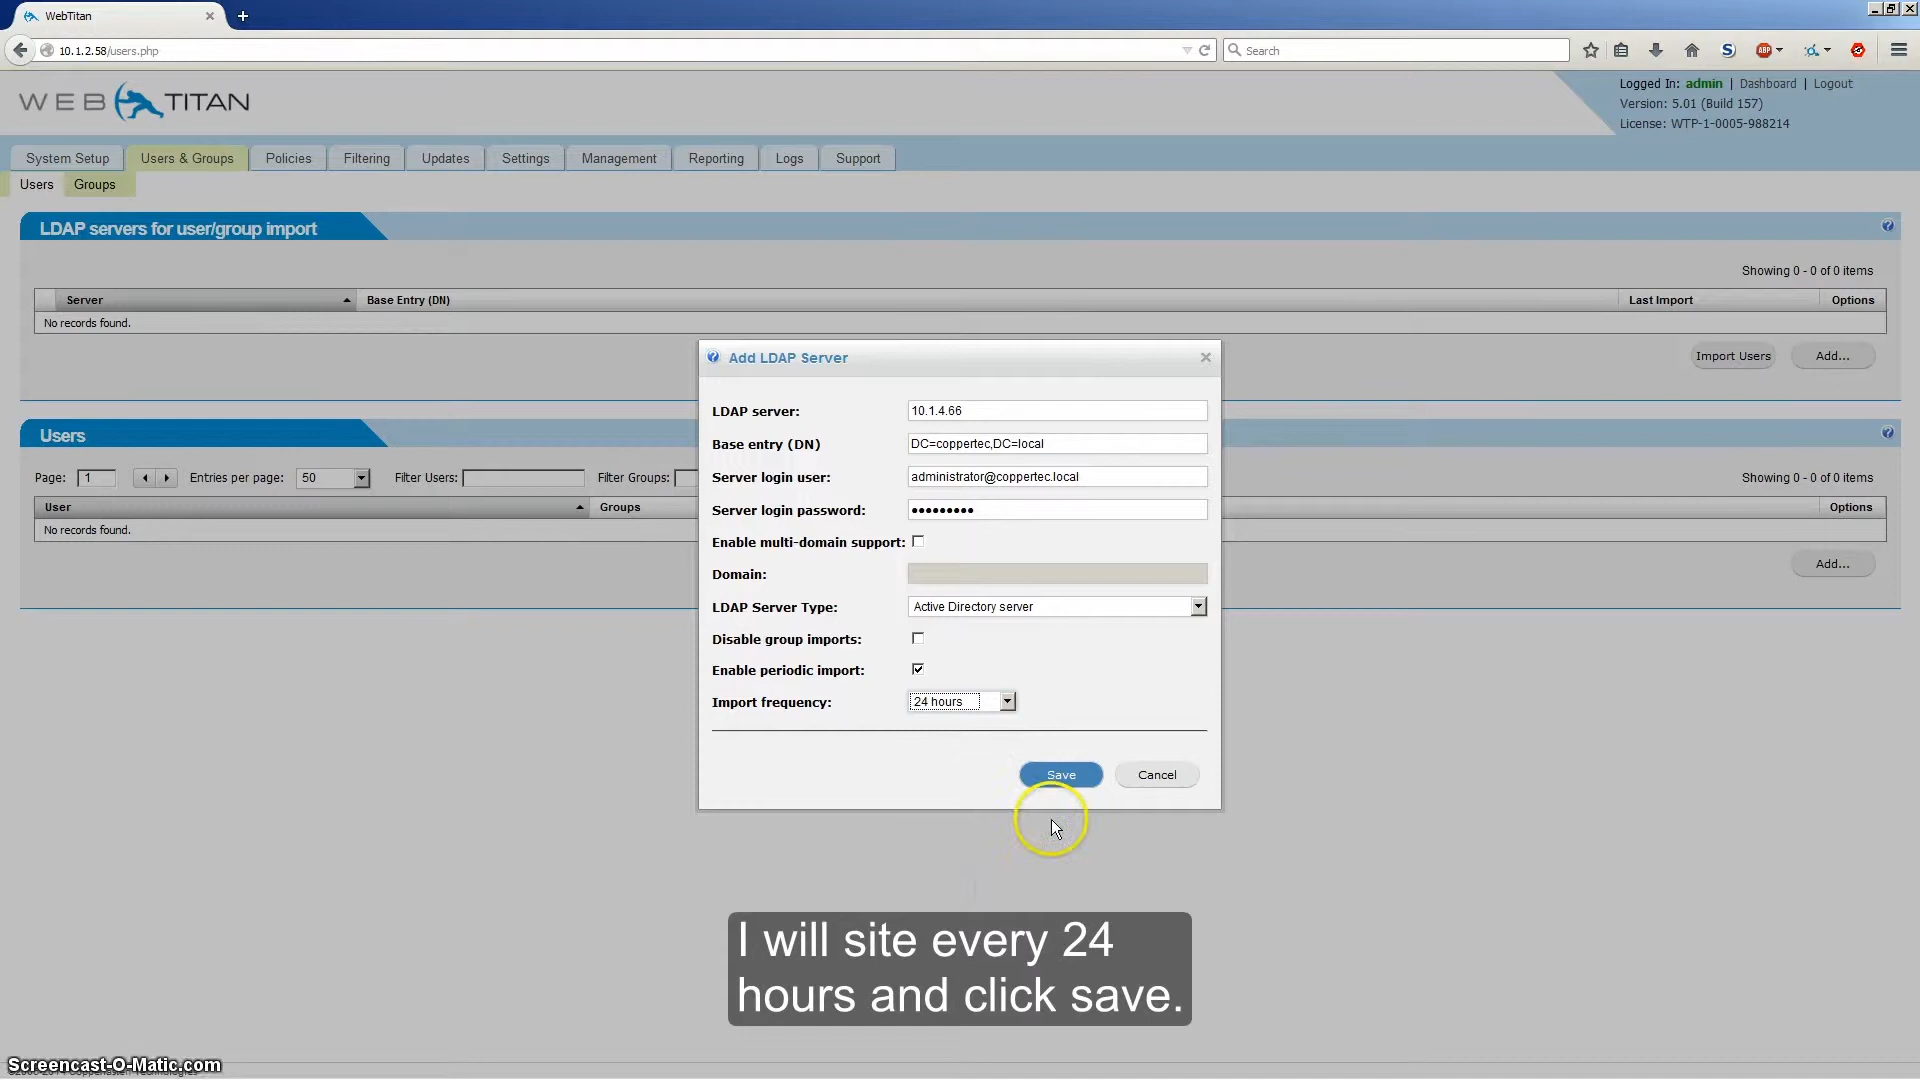 WebTitan
10.1.2.58/users.php
Search
S
ABP
WEB TITAN
Logged In: admin | Dashboard | Logout
Version: 5.01 (Build 157)
License: WTP-1-0005-988214
System Setup Users & Groups Policies Filtering Updates Settings Management Reporting Logs Support
Users Groups
LDAP servers for user/group import
Showing 0 - 0 of 0 items
Server Base Entry (DN) Last Import Options
No records found.
Import Users Add...
Add LDAP Server
LDAP server: 10.1.4.66
Base entry (DN) DC=coppertec,DC=local
Server login user: administrator@coppertec.local
Server login password: •••••••••
Enable multi-domain support:
Domain:
LDAP Server Type: Active Directory server
Disable group imports:
Enable periodic import:
Import frequency: 24 hours
Save Cancel
Users
Page: 1 Entries per page: 50 Filter Users: Filter Groups:
Showing 0 - 0 of 0 items
User Groups Options
No records found.
Add...
I will site every 24
hours and click save.
Screencast-O-Matic.com